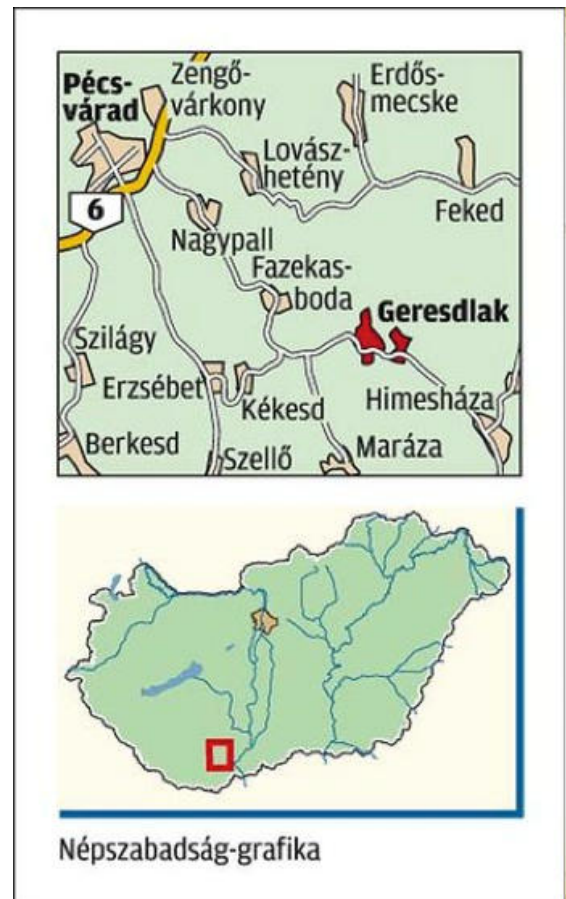 Pécs-
várad
Zengő-
várkony
Erdős-
mecske
Lovász-
hetény
6
Feked
Nagypall
Fazekas-
boda
Geresdlak
Szilágy
Erzsébet
Kékesd
Himesháza
Berkesd
Szellő
Maráza
Népszabadság-grafika